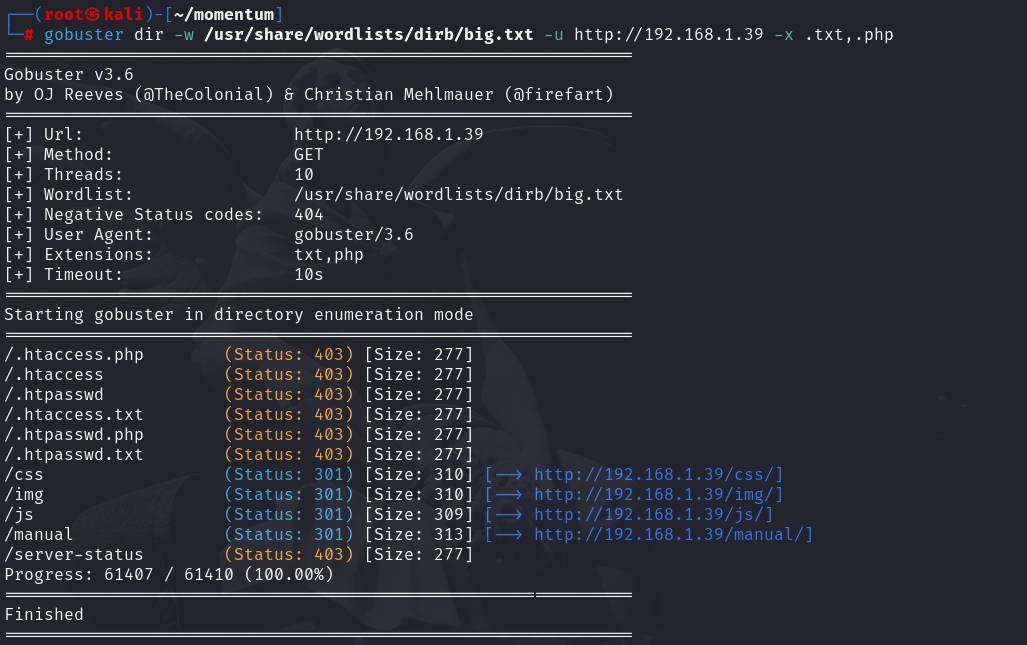 ┌──(root㉿kali)-[~/momentum]
└─# gobuster dir -w /usr/share/wordlists/dirb/big.txt -u http://192.168.1.39 -x .txt,.php
===============================================================
Gobuster v3.6
by OJ Reeves (@TheColonial) & Christian Mehlmauer (@firefart)
===============================================================
[+] Url:                     http://192.168.1.39
[+] Method:                  GET
[+] Threads:                 10
[+] Wordlist:                /usr/share/wordlists/dirb/big.txt
[+] Negative Status codes:   404
[+] User Agent:              gobuster/3.6
[+] Extensions:              txt,php
[+] Timeout:                 10s
===============================================================
Starting gobuster in directory enumeration mode
===============================================================
/.htaccess.php        (Status: 403) [Size: 277]
/.htaccess            (Status: 403) [Size: 277]
/.htpasswd            (Status: 403) [Size: 277]
/.htaccess.txt        (Status: 403) [Size: 277]
/.htpasswd.php        (Status: 403) [Size: 277]
/.htpasswd.txt        (Status: 403) [Size: 277]
/css                  (Status: 301) [Size: 310] [--> http://192.168.1.39/css/]
/img                  (Status: 301) [Size: 310] [--> http://192.168.1.39/img/]
/js                   (Status: 301) [Size: 309] [--> http://192.168.1.39/js/]
/manual               (Status: 301) [Size: 313] [--> http://192.168.1.39/manual/]
/server-status        (Status: 403) [Size: 277]
Progress: 61407 / 61410 (100.00%)
===============================================================
Finished
===============================================================